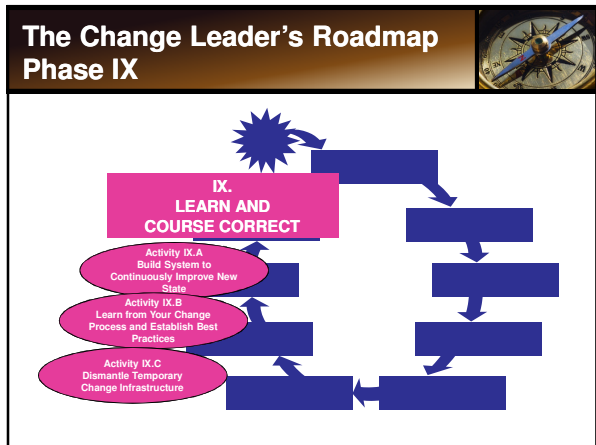 The Change Leader's Roadmap
Phase IX
IX.
LEARN AND
COURSE CORRECT
Activity IX.A
Build System to
Continuously Improve New
State
Activity IX.B
Learn from Your Change
Process and Establish Best
Practices
Activity IX.C
Dismantle Temporary
Change Infrastructure